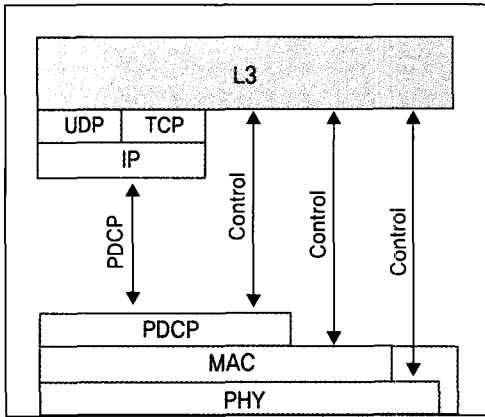 L3
UDP TCP
IP
PDCP
Control
Control
Control
PDCP
MAC
PHY